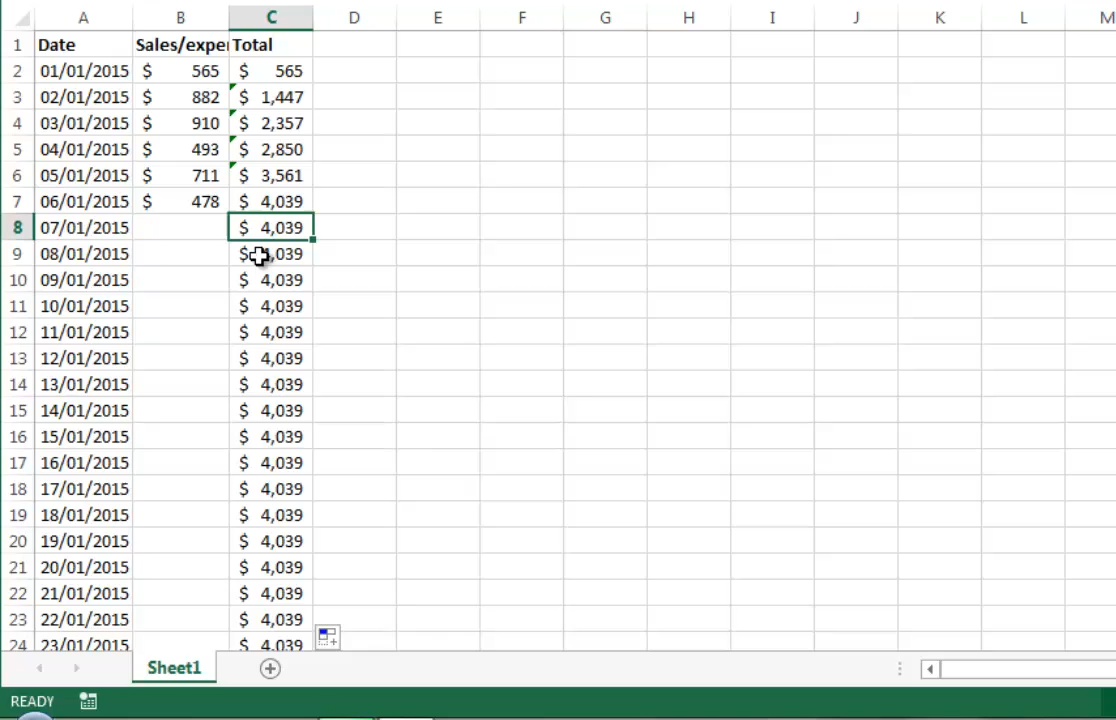 A B C D E F G H I J K L M
1 Date Sales/expe Total
2 01/01/2015 $ 565 $ 565
3 02/01/2015 $ 882 $ 1,447
4 03/01/2015 $ 910 $ 2,357
5 04/01/2015 $ 493 $ 2,850
6 05/01/2015 $ 711 $ 3,561
7 06/01/2015 $ 478 $ 4,039
8 07/01/2015 $ 4,039
9 08/01/2015 $ ,039
10 09/01/2015 $ 4,039
11 10/01/2015 $ 4,039
12 11/01/2015 $ 4,039
13 12/01/2015 $ 4,039
14 13/01/2015 $ 4,039
15 14/01/2015 $ 4,039
16 15/01/2015 $ 4,039
17 16/01/2015 $ 4,039
18 17/01/2015 $ 4,039
19 18/01/2015 $ 4,039
20 19/01/2015 $ 4,039
21 20/01/2015 $ 4,039
22 21/01/2015 $ 4,039
23 22/01/2015 $ 4,039
24 23/01/2015 $ 4,039
Sheet1
READY